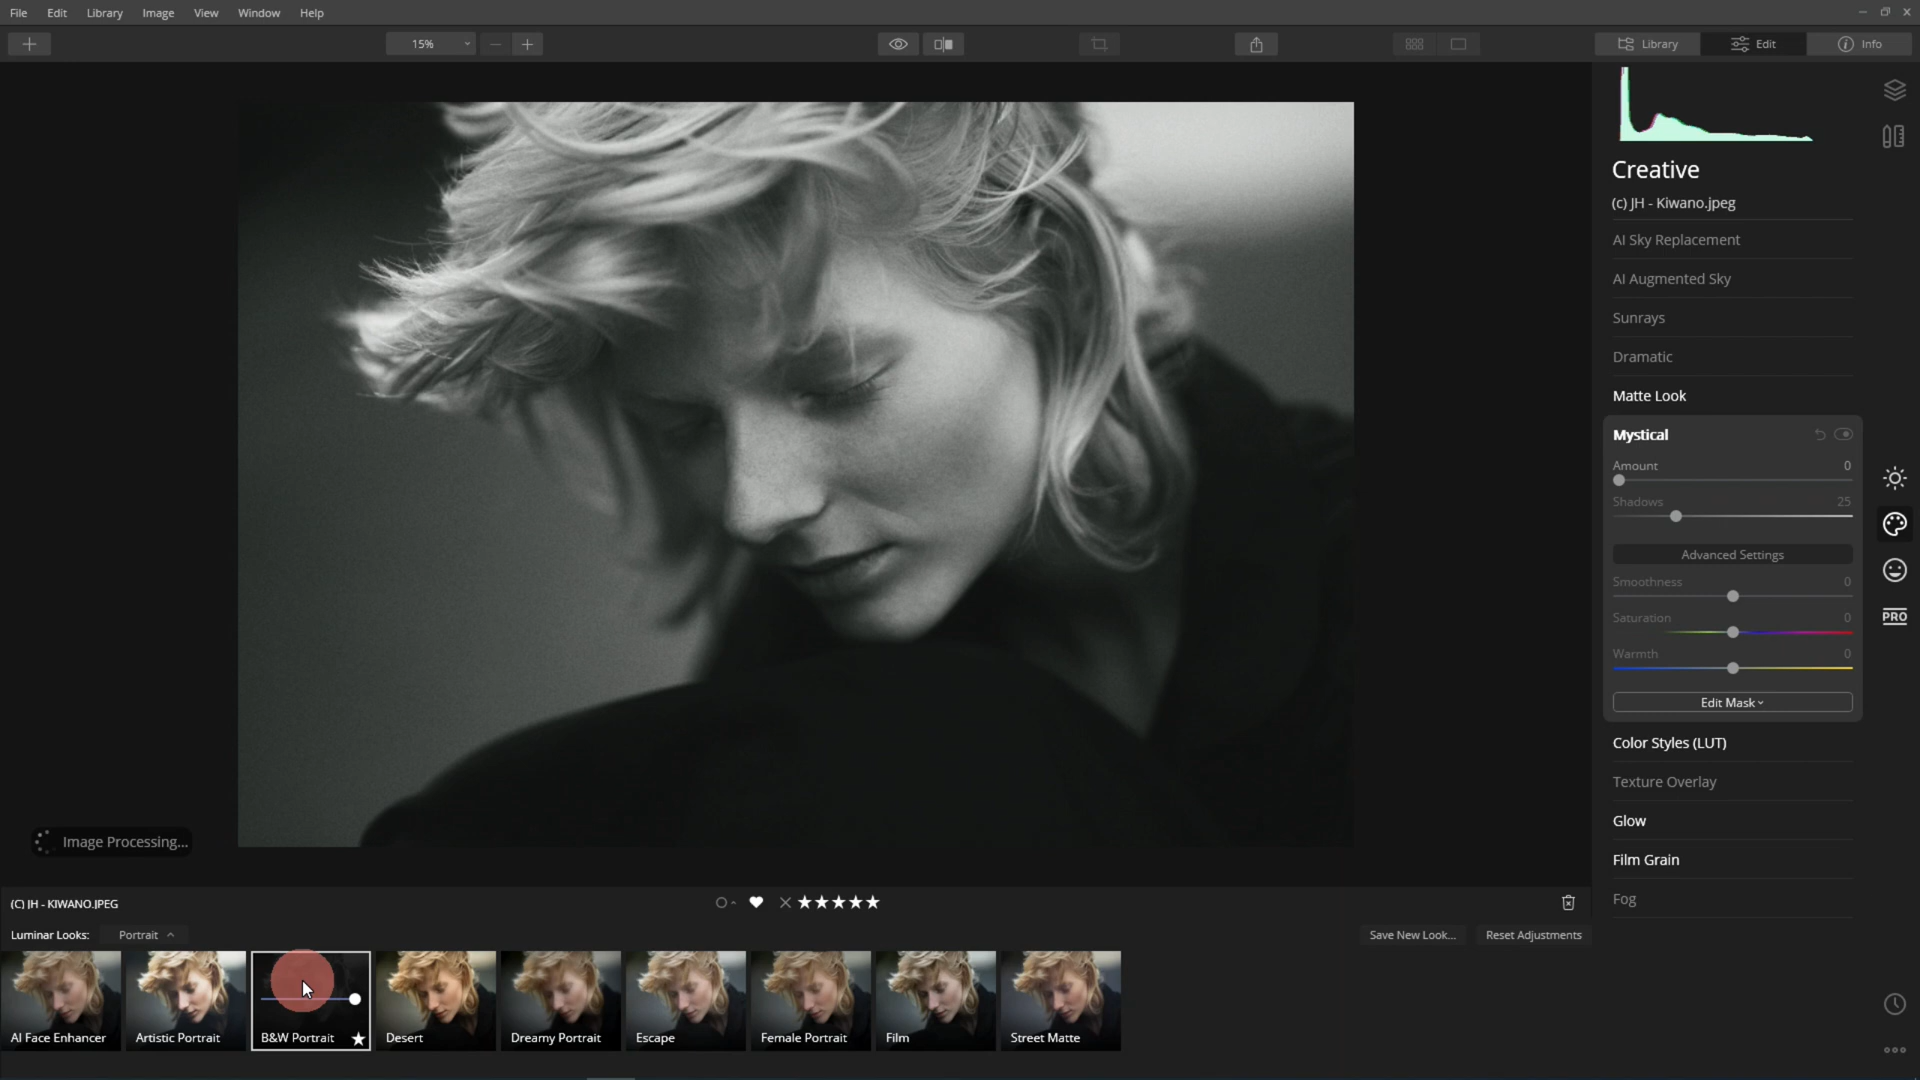 File Edit Library Image View Window Help
15%
Library Edit Info
Creative
(c) JH - Kiwano.jpeg
AI Sky Replacement
AI Augmented Sky
Sunrays
Dramatic
Matte Look
Mystical
Amount 0
Shadows 25
Advanced Settings
Smoothness 0
Saturation 0
Warmth 0
Edit Mask
Color Styles (LUT)
Texture Overlay
Glow
Film Grain
Fog
PRO
Image Processing...
(C) JH - KIWANO.JPEG
Luminar Looks: Portrait
Save New Look... Reset Adjustments
AI Face Enhancer Artistic Portrait B&W Portrait Desert Dreamy Portrait Escape Female Portrait Film Street Matte